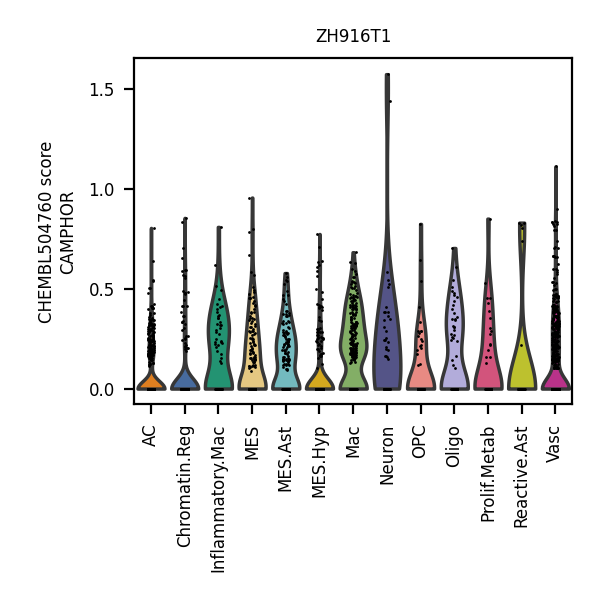 ZH916T1
CHEMBL504760 score
CAMPHOR
1.5
1.0
0.5
0.0
AC
Chromatin.Reg
Inflammatory.Mac
MES
MES.Ast
MES.Hyp
Mac
Neuron
OPC
Oligo
Prolif.Metab
Reactive.Ast
Vasc